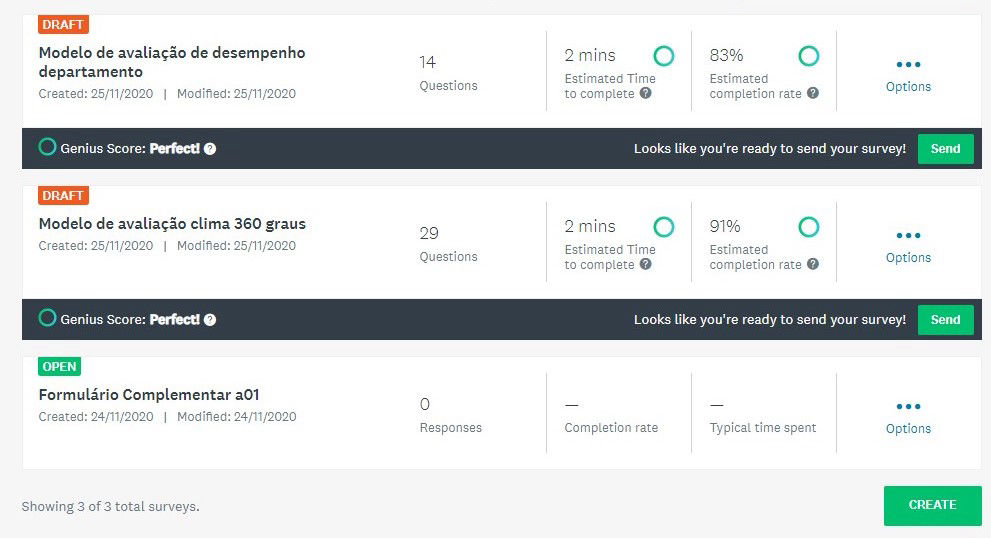 DRAFT
Modelo de avaliação de desempenho
departamento
Created: 25/11/2020 | Modified: 25/11/2020
14
Questions
2 mins
Estimated Time
to complete ?
83%
Estimated
completion rate ?
Options
Genius Score: Perfect! ?
Looks like you're ready to send your survey!
Send
DRAFT
Modelo de avaliação clima 360 graus
Created: 25/11/2020 | Modified: 25/11/2020
29
Questions
2 mins
Estimated Time
to complete ?
91%
Estimated
completion rate ?
Options
Genius Score: Perfect! ?
Looks like you're ready to send your survey!
Send
OPEN
Formulário Complementar a01
Created: 24/11/2020 | Modified: 24/11/2020
0
Responses
—
Completion rate
—
Typical time spent
Options
Showing 3 of 3 total surveys.
CREATE